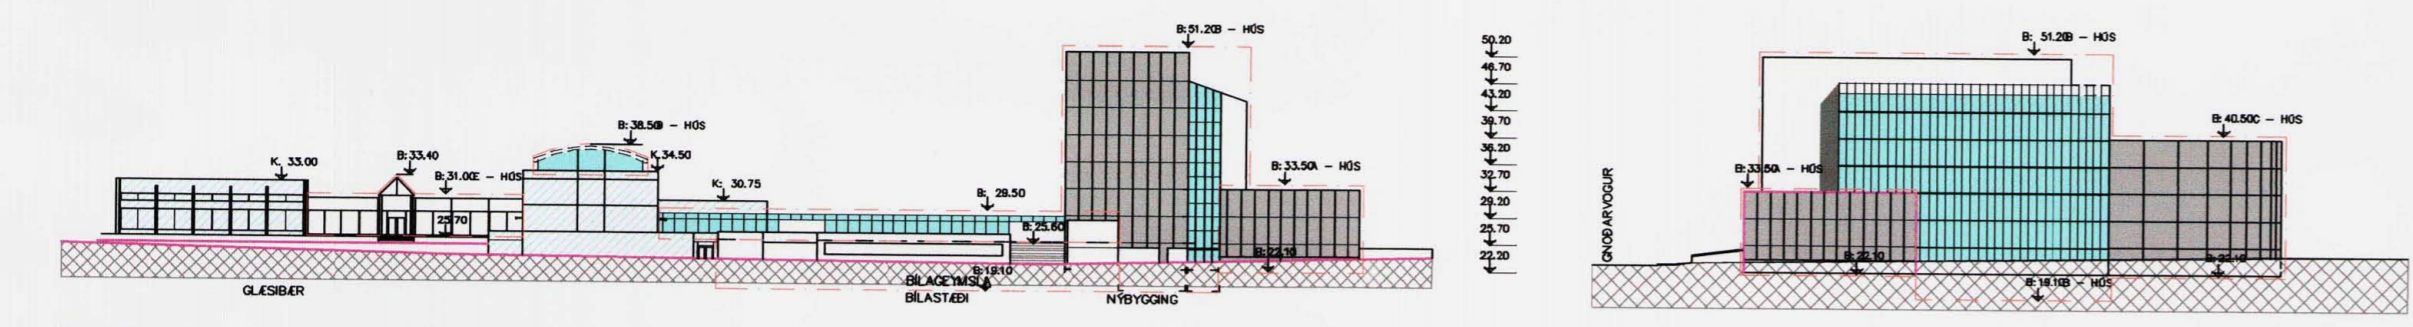 B: 51.20B - HÚS
50.20
46.70
43.20
39.70
36.20
32.70
29.20
25.70
22.20
B: 38.50B - HÚS
K. 33.00
B: 33.40
K 34.50
B: 31.00E - HÚS
K: 30.75
B: 29.50
B: 33.50A - HÚS
25.70
B: 25.60
B: 22.10
B: 19.10
BÍLAGEYMSLA
BÍLASTÆÐI
GLÆSIBÆR
NÝBYGGING
B: 51.20B - HÚS
B: 40.50C - HÚS
B: 33.50A - HÚS
GNOÐARVOGUR
B: 22.10
B: 22.10
B: 19.10B - HÚS